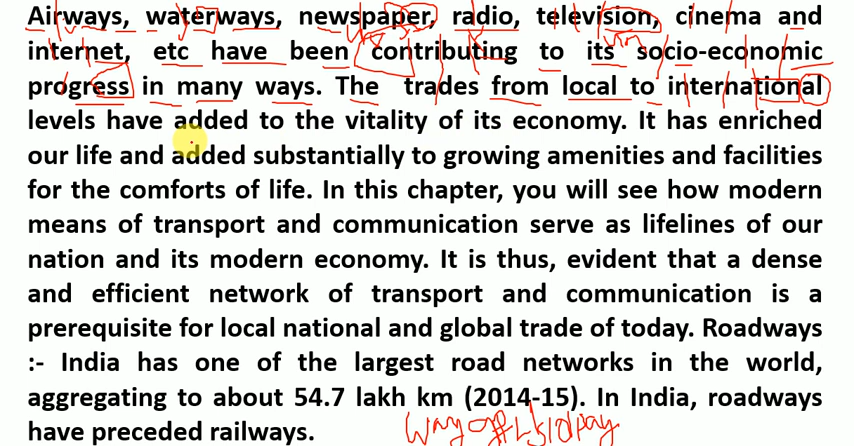 Airways, waterways, newspaper, radio, television, cinema and
internet, etc have been contributing to its socio-economic
progress in many ways. The trades from local to international
levels have added to the vitality of its economy. It has enriched
our life and added substantially to growing amenities and facilities
for the comforts of life. In this chapter, you will see how modern
means of transport and communication serve as lifelines of our
nation and its modern economy. It is thus, evident that a dense
and efficient network of transport and communication is a
prerequisite for local national and global trade of today. Roadways
:- India has one of the largest road networks in the world,
aggregating to about 54.7 lakh km (2014-15). In India, roadways
have preceded railways.
way of